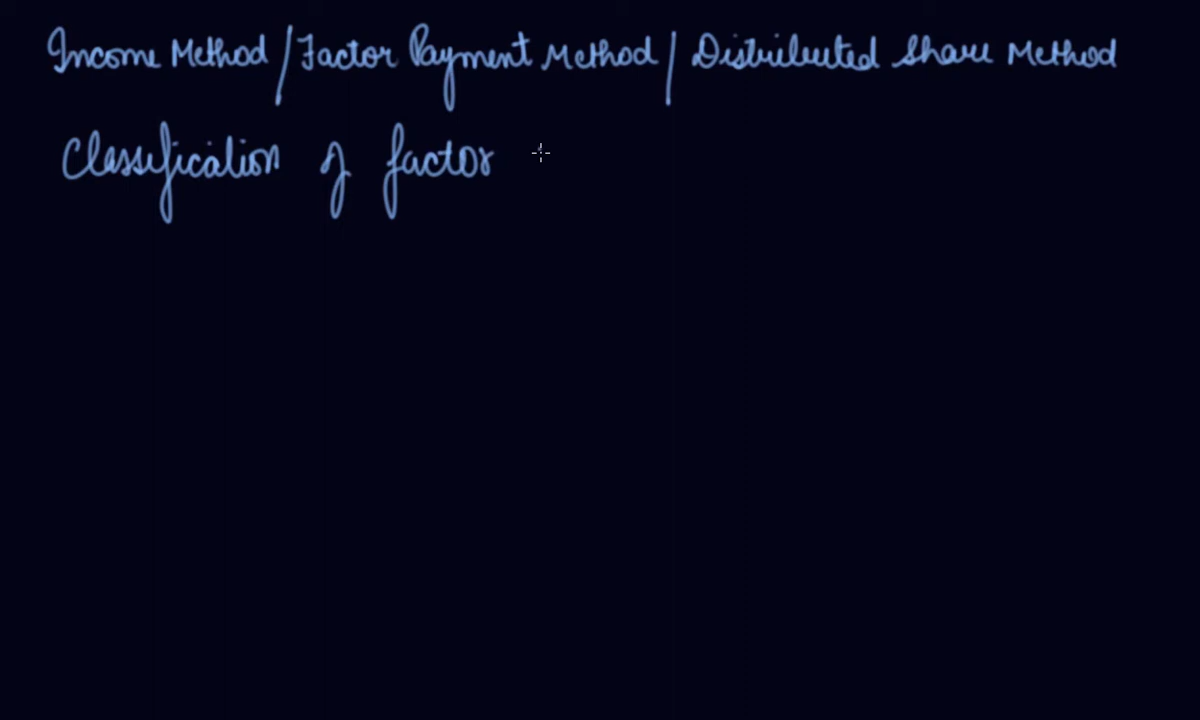 Income Method / Factor Payment Method / Distributed Share Method
Classification of factor